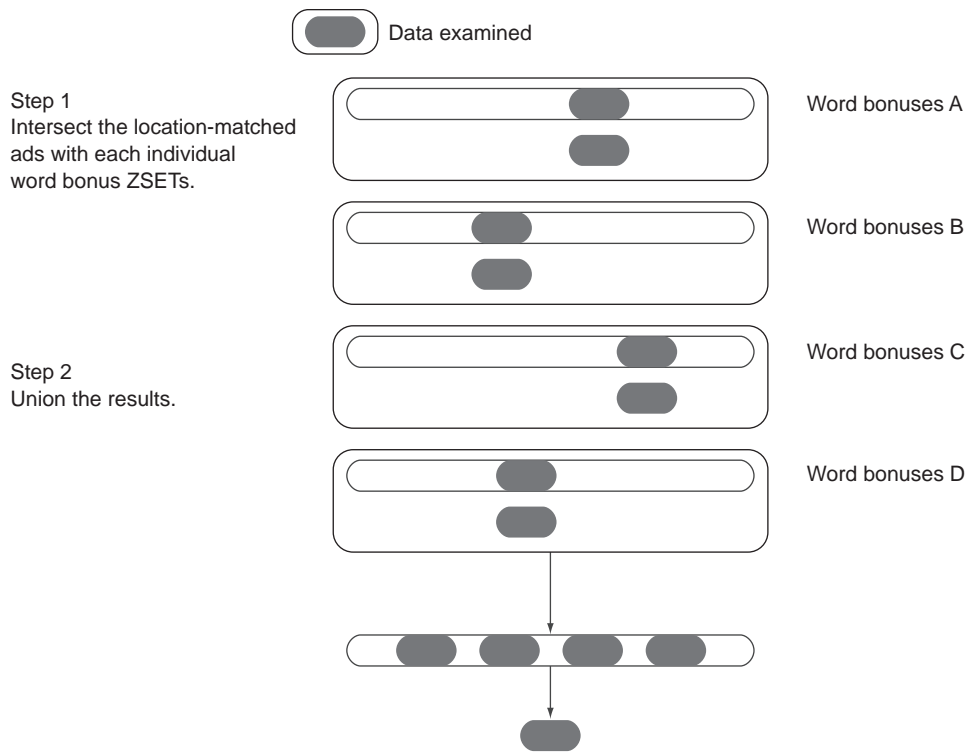 Data examined
Step 1
Intersect the location-matched
ads with each individual
word bonus ZSETs.
Word bonuses A
Word bonuses B
Word bonuses C
Step 2
Union the results.
Word bonuses D